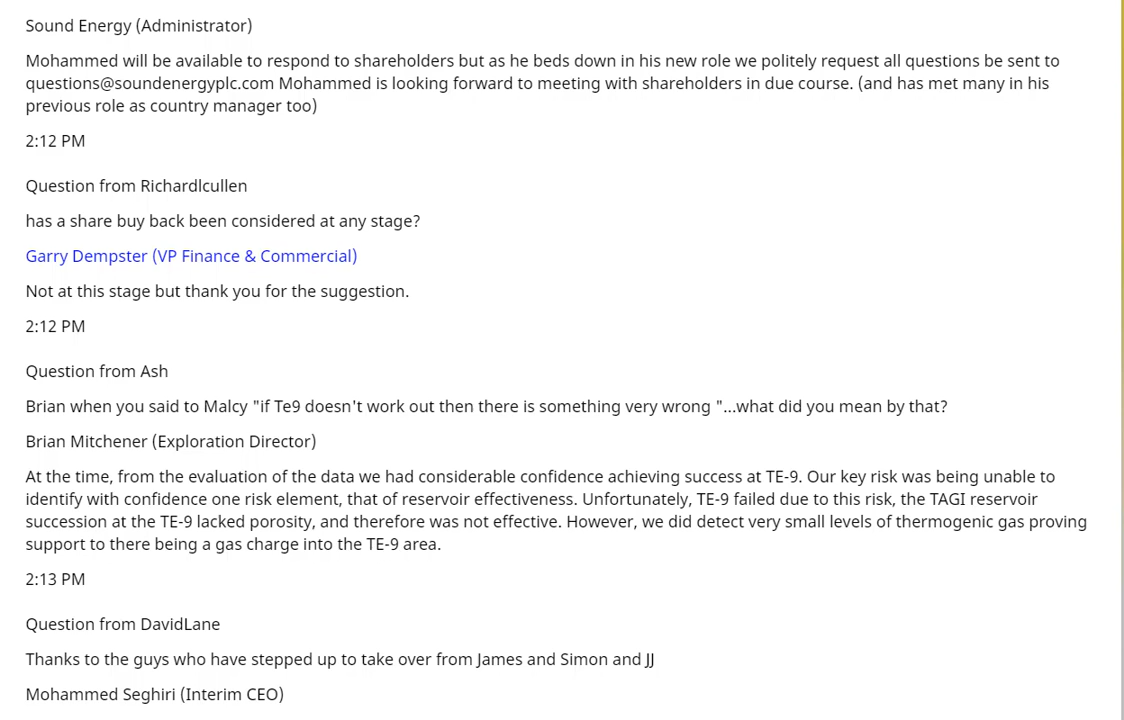 Sound Energy (Administrator)
Mohammed will be available to respond to shareholders but as he beds down in his new role we politely request all questions be sent to
questions@soundenergyplc.com Mohammed is looking forward to meeting with shareholders in due course. (and has met many in his
previous role as country manager too)
2:12 PM
Question from Richardlcullen
has a share buy back been considered at any stage?
Garry Dempster (VP Finance & Commercial)
Not at this stage but thank you for the suggestion.
2:12 PM
Question from Ash
Brian when you said to Malcy "if Te9 doesn't work out then there is something very wrong "...what did you mean by that?
Brian Mitchener (Exploration Director)
At the time, from the evaluation of the data we had considerable confidence achieving success at TE-9. Our key risk was being unable to
identify with confidence one risk element, that of reservoir effectiveness. Unfortunately, TE-9 failed due to this risk, the TAGI reservoir
succession at the TE-9 lacked porosity, and therefore was not effective. However, we did detect very small levels of thermogenic gas proving
support to there being a gas charge into the TE-9 area.
2:13 PM
Question from DavidLane
Thanks to the guys who have stepped up to take over from James and Simon and JJ
Mohammed Seghiri (Interim CEO)